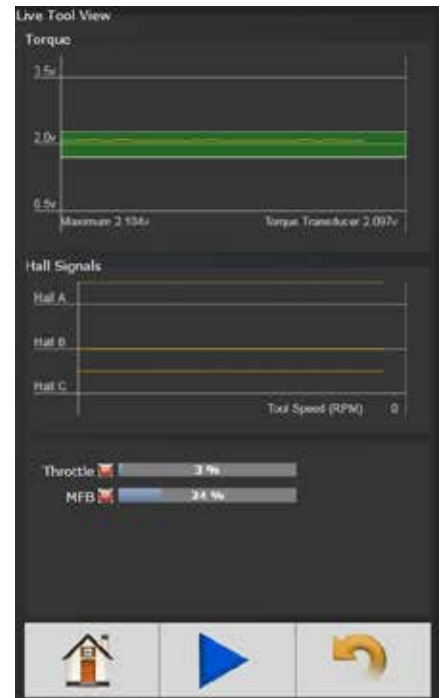 Live Tool View
Torque
3.5v
2.0v
0.5v
Maximum 2.104v Torque Transducer 2.097v
Hall Signals
Hall A
Hall B
Hall C
Tool Speed (RPM) 0
Throttle 3 %
MFB 24 %